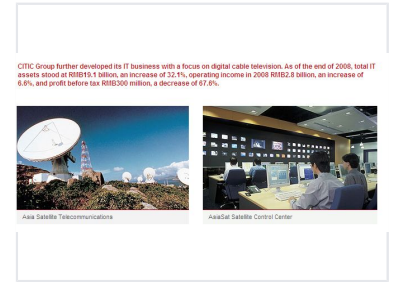 CITIC Group further developed its IT business with a focus on digital cable television. As of the end of 2008, total IT
assets stood at RMB19.1 billion, an increase of 32.1%, operating income in 2008 RMB2.8 billion, an increase of
6.6%, and profit before tax RMB300 million, a decrease of 67.6%.
Asia Satellite Telecommunications
AsiaSat Satellite Control Center